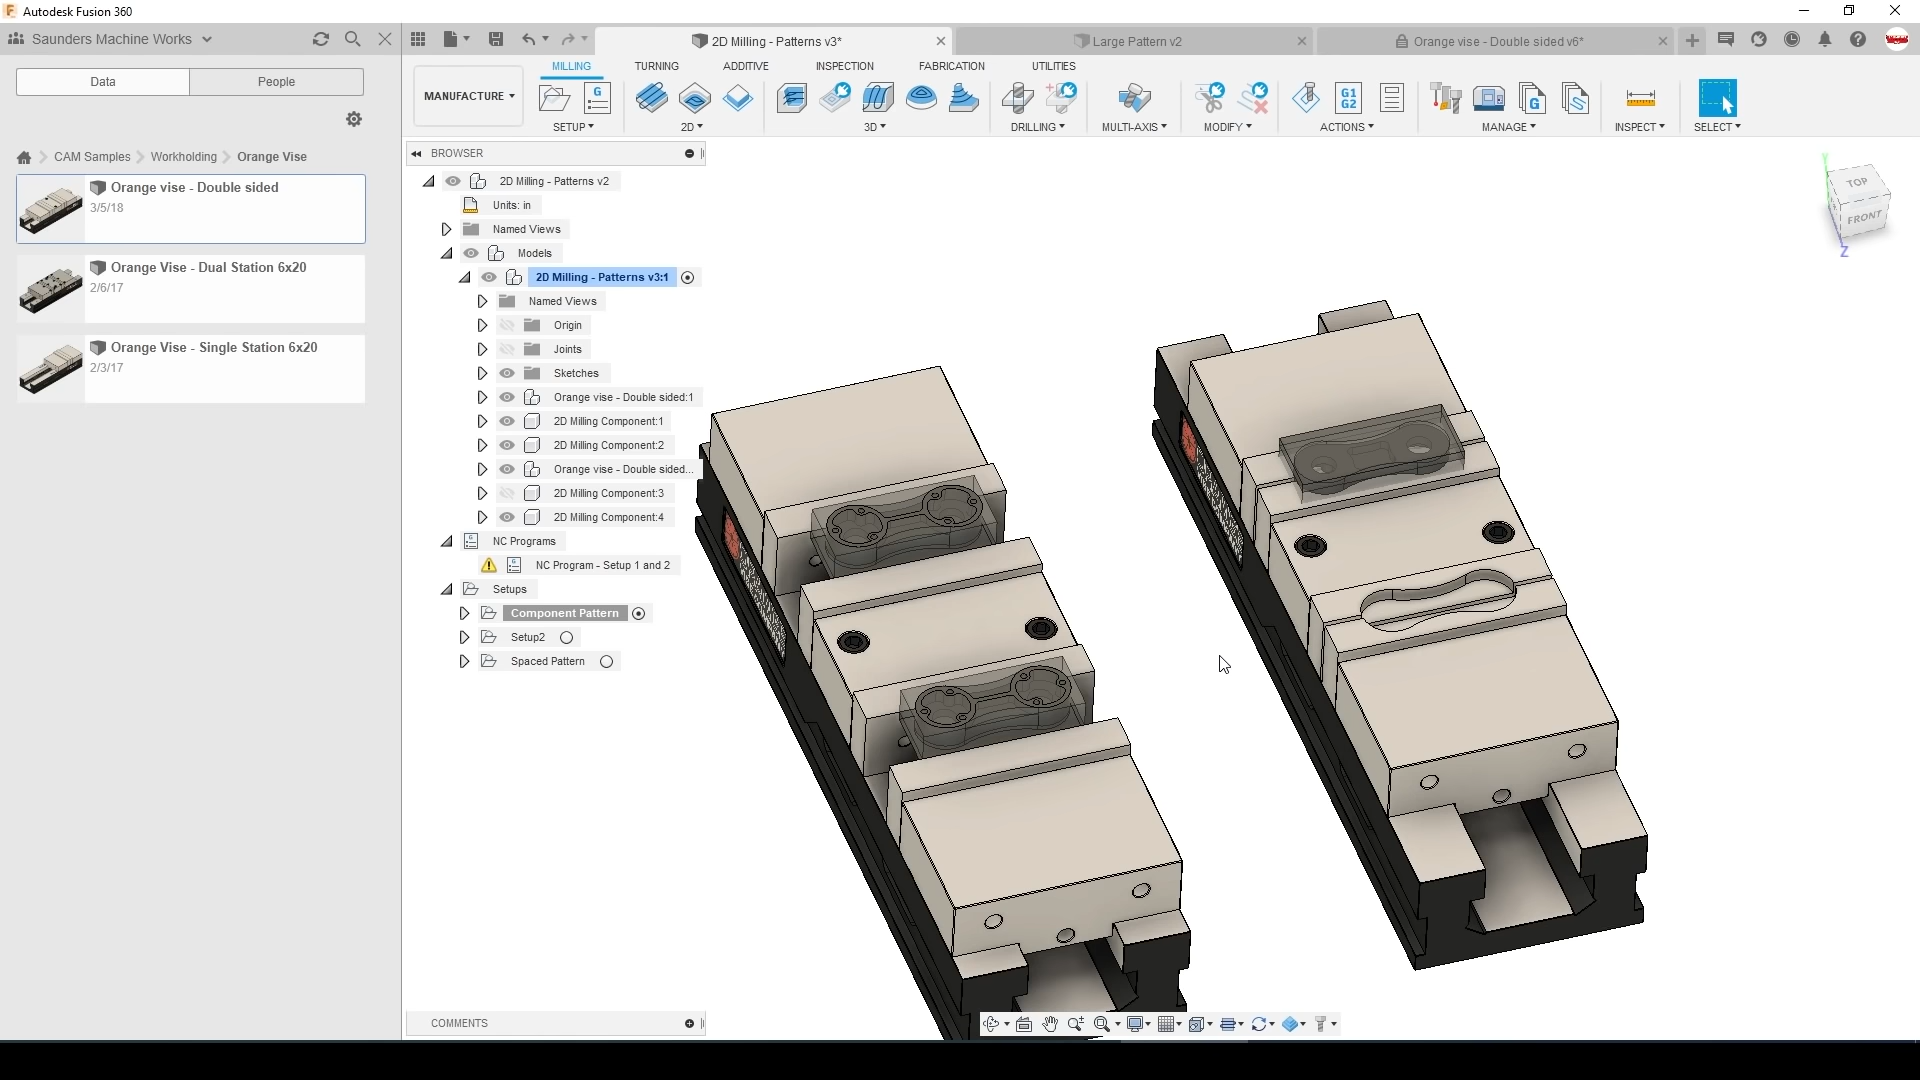 Autodesk Fusion 360
Saunders Machine Works
2D Milling - Patterns v3*
Large Pattern v2
Orange vise - Double sided v6*
Data
People
MILLING
TURNING
ADDITIVE
INSPECTION
FABRICATION
UTILITIES
MANUFACTURE
SETUP
2D
3D
DRILLING
MULTI-AXIS
MODIFY
ACTIONS
MANAGE
INSPECT
SELECT
G1
G2
CAM Samples
Workholding
Orange Vise
Orange vise - Double sided
3/5/18
Orange Vise - Dual Station 6x20
2/6/17
Orange Vise - Single Station 6x20
2/3/17
BROWSER
2D Milling - Patterns v2
Units: in
Named Views
Models
2D Milling - Patterns v3:1
Named Views
Origin
Joints
Sketches
Orange vise - Double sided:1
2D Milling Component:1
2D Milling Component:2
Orange vise - Double sided...
2D Milling Component:3
2D Milling Component:4
NC Programs
NC Program - Setup 1 and 2
Setups
Component Pattern
Setup2
Spaced Pattern
TOP
FRONT
Y
Z
COMMENTS